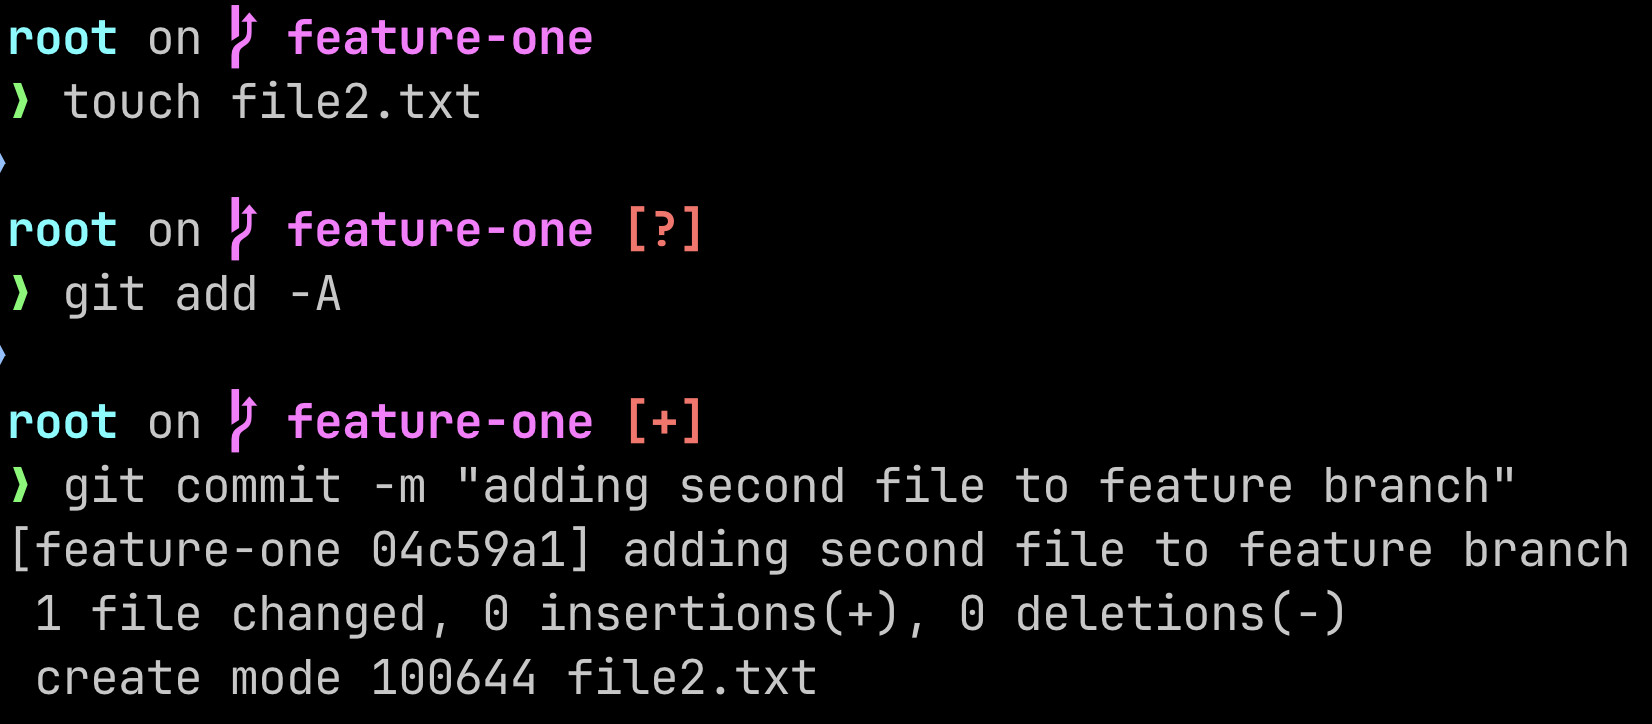 root on feature-one
❯ touch file2.txt
root on feature-one [?]
❯ git add -A
root on feature-one [+]
❯ git commit -m "adding second file to feature branch"
[feature-one 04c59a1] adding second file to feature branch
 1 file changed, 0 insertions(+), 0 deletions(-)
 create mode 100644 file2.txt